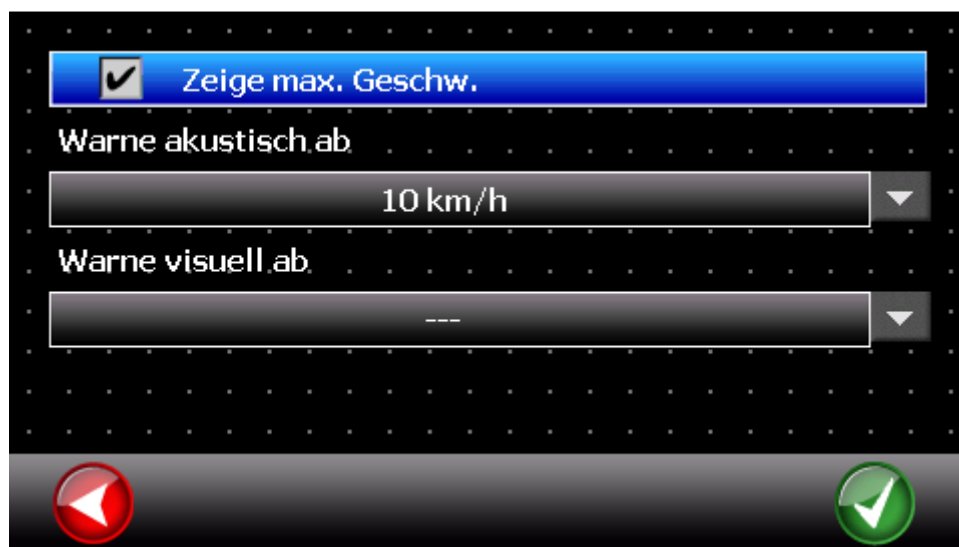 Zeige max. Geschw.
Warne akustisch ab
10 km/h
Warne visuell ab
---